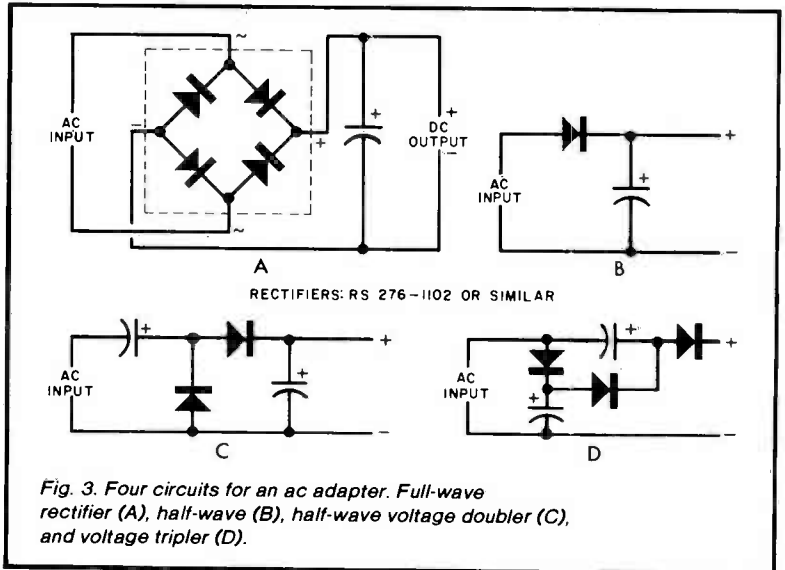 ~
AC
INPUT
−
+
~
+
+
DC
OUTPUT
−
A
AC
INPUT
+
+
−
B
RECTIFIERS: RS 276-1102 OR SIMILAR
AC
INPUT
+
+
+
−
C
AC
INPUT
+
+
+
−
D
Fig. 3. Four circuits for an ac adapter. Full-wave
rectifier (A), half-wave (B), half-wave voltage doubler (C),
and voltage tripler (D).